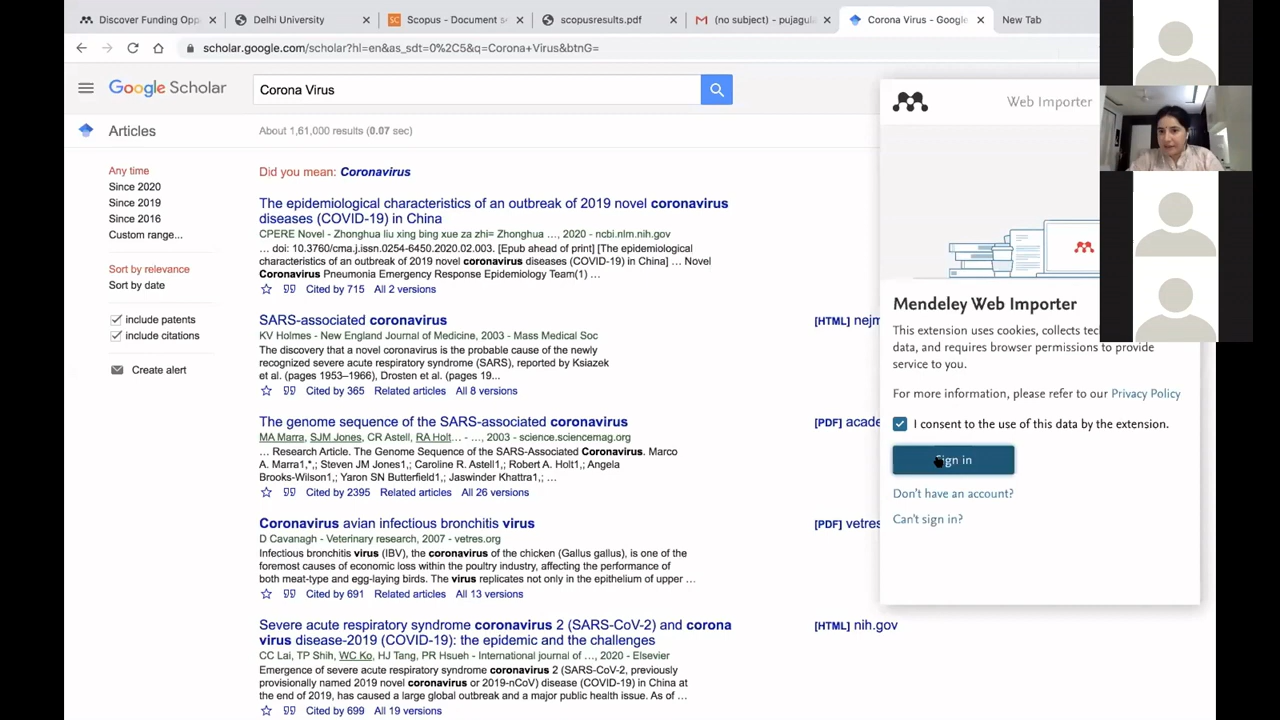 Discover Funding Opp
Delhi University
Scopus - Document s
scopusresults.pdf
(no subject) - pujagul
Corona Virus - Google
New Tab
scholar.google.com/scholar?hl=en&as_sdt=0%2C5&q=Corona+Virus&btnG=
Google Scholar
Corona Virus
Articles
About 1,61,000 results (0.07 sec)
Any time
Since 2020
Since 2019
Since 2016
Custom range...
Sort by relevance
Sort by date
include patents
include citations
Create alert
Did you mean: Coronavirus
The epidemiological characteristics of an outbreak of 2019 novel coronavirus
diseases (COVID-19) in China
CPERE Novel - Zhonghua liu xing bing xue za zhi= Zhonghua …, 2020 - ncbi.nlm.nih.gov
... doi: 10.3760/cma.j.issn.0254-6450.2020.02.003. [Epub ahead of print] [The epidemiological
characteristics of an outbreak of 2019 novel coronavirus diseases (COVID-19) in China] ... Novel
Coronavirus Pneumonia Emergency Response Epidemiology Team(1) …
Cited by 715 All 2 versions
SARS-associated coronavirus
[HTML] nejm
KV Holmes - New England Journal of Medicine, 2003 - Mass Medical Soc
The discovery that a novel coronavirus is the probable cause of the newly
recognized severe acute respiratory syndrome (SARS), reported by Ksiazek
et al. (pages 1953–1966), Drosten et al. (pages 19...
Cited by 365 Related articles All 8 versions
The genome sequence of the SARS-associated coronavirus
[PDF] acade
MA Marra, SJM Jones, CR Astell, RA Holt… - …, 2003 - science.sciencemag.org
... Research Article. The Genome Sequence of the SARS-Associated Coronavirus. Marco
A. Marra1,*,; Steven JM Jones1,; Caroline R. Astell1,; Robert A. Holt1,; Angela
Brooks-Wilson1,; Yaron SN Butterfield1,; Jaswinder Khattra1,; …
Cited by 2395 Related articles All 26 versions
Coronavirus avian infectious bronchitis virus
[PDF] vetres
D Cavanagh - Veterinary research, 2007 - vetres.org
Infectious bronchitis virus (IBV), the coronavirus of the chicken (Gallus gallus), is one of the
foremost causes of economic loss within the poultry industry, affecting the performance of
both meat-type and egg-laying birds. The virus replicates not only in the epithelium of upper …
Cited by 691 Related articles All 13 versions
Severe acute respiratory syndrome coronavirus 2 (SARS-CoV-2) and corona
virus disease-2019 (COVID-19): the epidemic and the challenges
[HTML] nih.gov
CC Lai, TP Shih, WC Ko, HJ Tang, PR Hsueh - International journal of …, 2020 - Elsevier
Emergence of severe acute respiratory syndrome coronavirus 2 (SARS-CoV-2, previously
provisionally named 2019 novel coronavirus or 2019-nCoV) disease (COVID-19) in China at
the end of 2019, has caused a large global outbreak and a major public health issue. As of …
Cited by 699 All 19 versions
Web Importer
Mendeley Web Importer
This extension uses cookies, collects tec
data, and requires browser permissions to provide
service to you.
For more information, please refer to our Privacy Policy
I consent to the use of this data by the extension.
Sign in
Don't have an account?
Can't sign in?